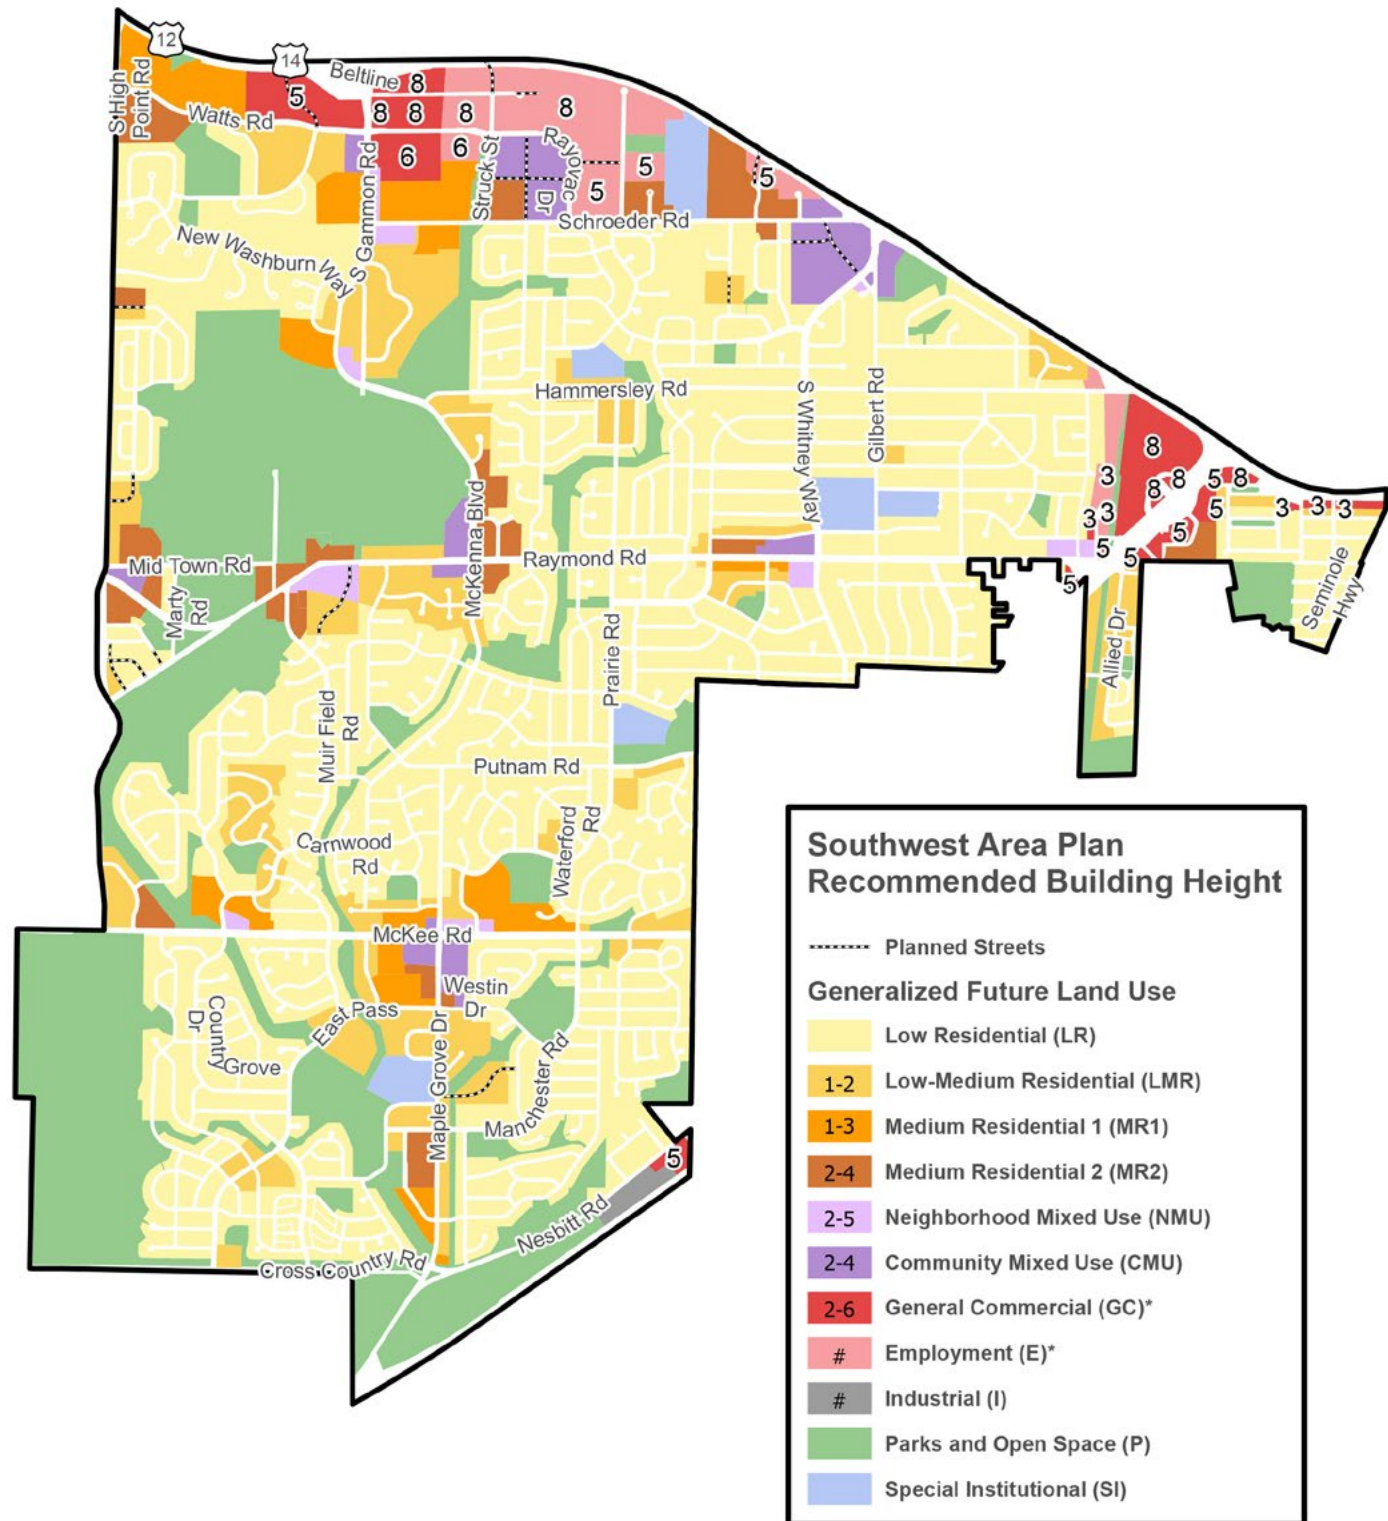 12
14
Beltline
S High
Point Rd
Watts Rd
5
8
8
8
8
8
6
6
5
5
5
S Gammon Rd
Struck St
Rayovac
Dr
Schroeder Rd
New Washburn Way
Hammersley Rd
S Whitney Way
Gilbert Rd
8
3
8
8
5
8
3
3
5
3
3
3
5
5
5
5
Mid Town Rd
Marty
Rd
McKenna Blvd
Raymond Rd
Prairie Rd
Allied Dr
Seminole
Hwy
Muir Field
Rd
Putnam Rd
Carnwood
Rd
Waterford
Rd
McKee Rd
Westin
Dr
East Pass
Country
Grove
Dr
Maple Grove Dr
Manchester Rd
5
Nesbitt Rd
Cross Country Rd
Southwest Area Plan
Recommended Building Height
Planned Streets
Generalized Future Land Use
Low Residential (LR)
1-2 Low-Medium Residential (LMR)
1-3 Medium Residential 1 (MR1)
2-4 Medium Residential 2 (MR2)
2-5 Neighborhood Mixed Use (NMU)
2-4 Community Mixed Use (CMU)
2-6 General Commercial (GC)*
# Employment (E)*
# Industrial (I)
Parks and Open Space (P)
Special Institutional (SI)